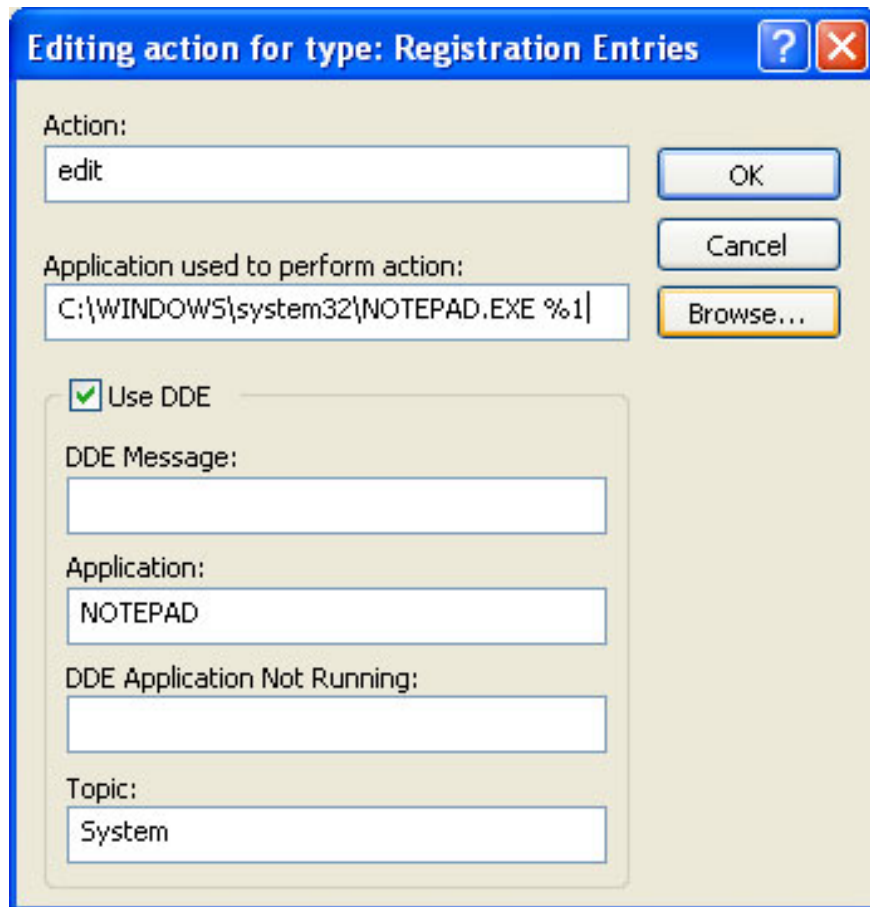 Editing action for type: Registration Entries
Action:
edit
OK
Cancel
Application used to perform action:
C:\WINDOWS\system32\NOTEPAD.EXE %1
Browse...
Use DDE
DDE Message:
Application:
NOTEPAD
DDE Application Not Running:
Topic:
System